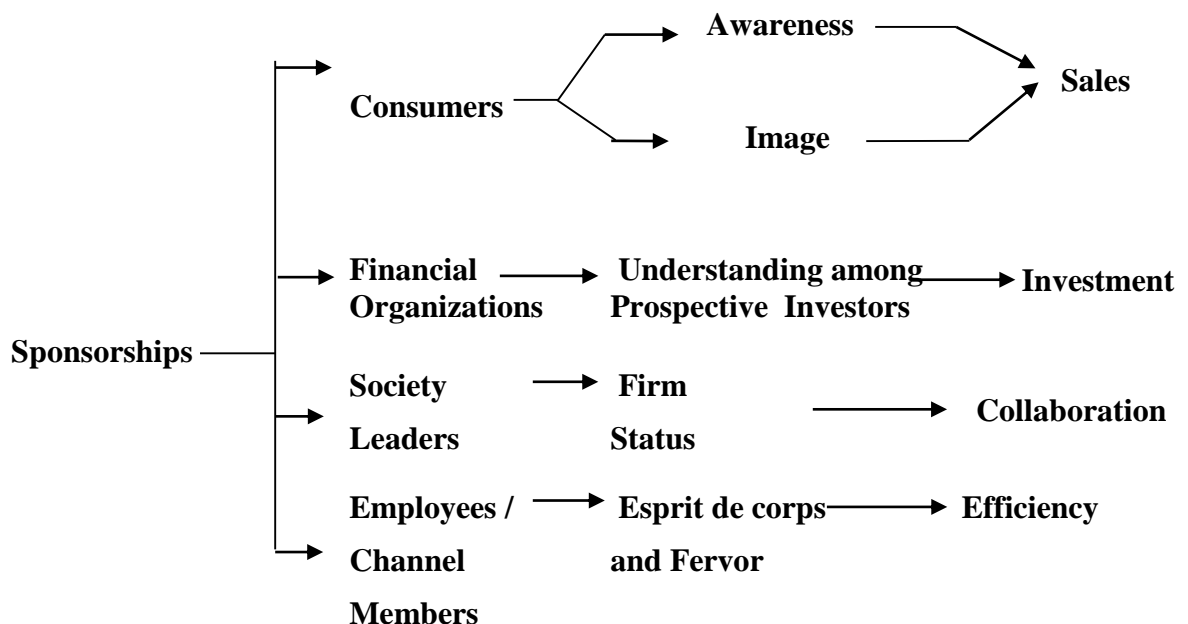 Awareness
Sales
Consumers
Image
Financial
Organizations
Understanding among
Prospective Investors
Investment
Sponsorships
Society
Leaders
Firm
Status
Collaboration
Employees /
Channel
Members
Esprit de corps
and Fervor
Efficiency